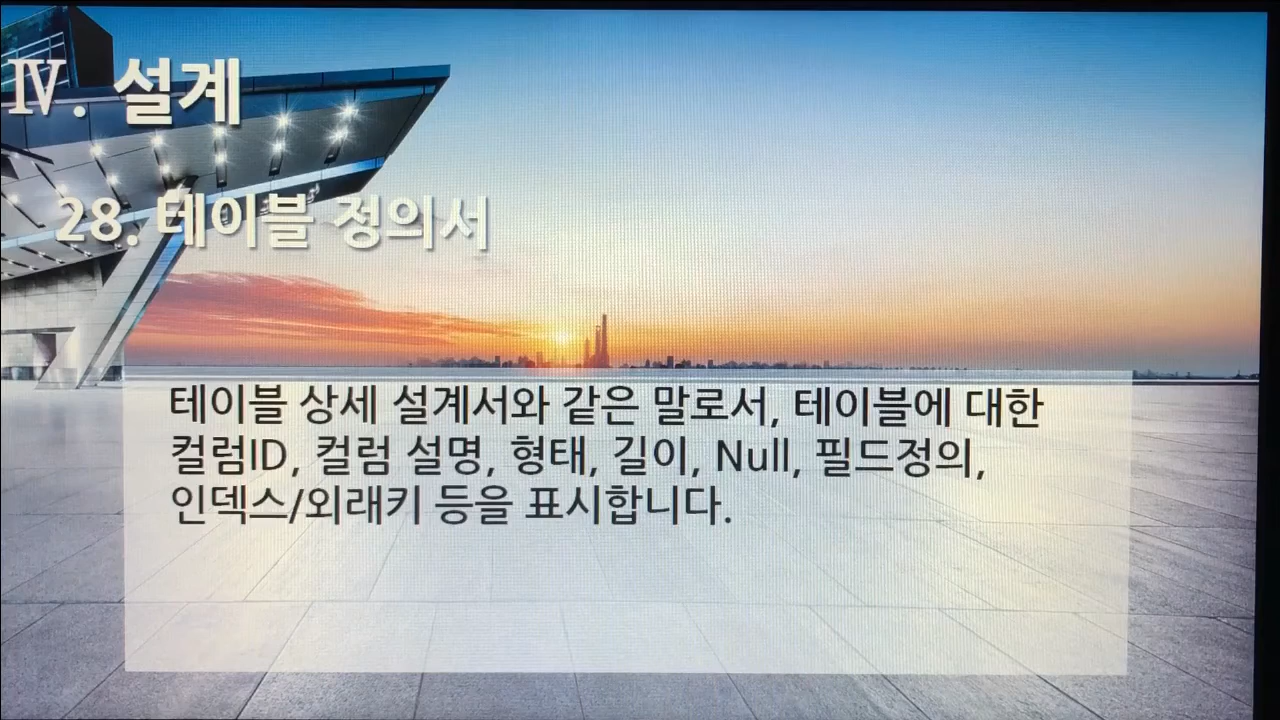 Ⅳ. 설계
28. 테이블 정의서
테이블 상세 설계서와 같은 말로서, 테이블에 대한
컬럼ID, 컬럼 설명, 형태, 길이, Null, 필드정의,
인덱스/외래키 등을 표시합니다.